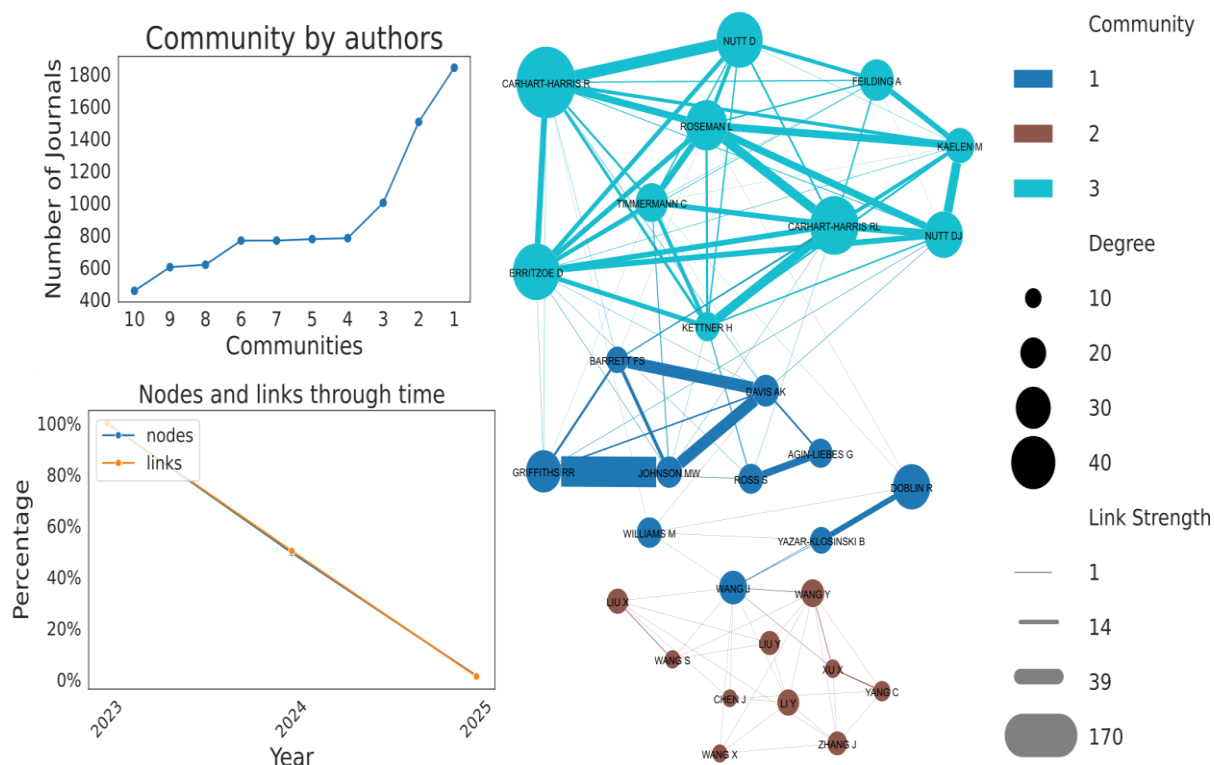 Community by authors
Number of Journals
1800
1600
1400
1200
1000
800
600
400
10 9 8 6 7 5 4 3 2 1
Communities
Nodes and links through time
Percentage
100%
80%
60%
40%
20%
0%
nodes
links
2023 2024 2025
Year
NUTT D
CARHART-HARRIS R
FEILDING A
ROSEMAN L
KAELEN M
TIMMERMANN C
CARHART-HARRIS RL
NUTT DJ
ERRITZOE D
KETTNER H
BARRETT FS
DAVIS AK
AGIN-LIEBES G
GRIFFITHS RR
JOHNSON MW
ROSS S
DOBLIN R
WILLIAMS M
YAZAR-KLOSINSKI B
WANG J
WANG Y
LIU X
LIU Y
WANG S
XU X
YANG C
CHEN J
LI Y
ZHANG J
WANG X
Community
1
2
3
Degree
10
20
30
40
Link Strength
1
14
39
170